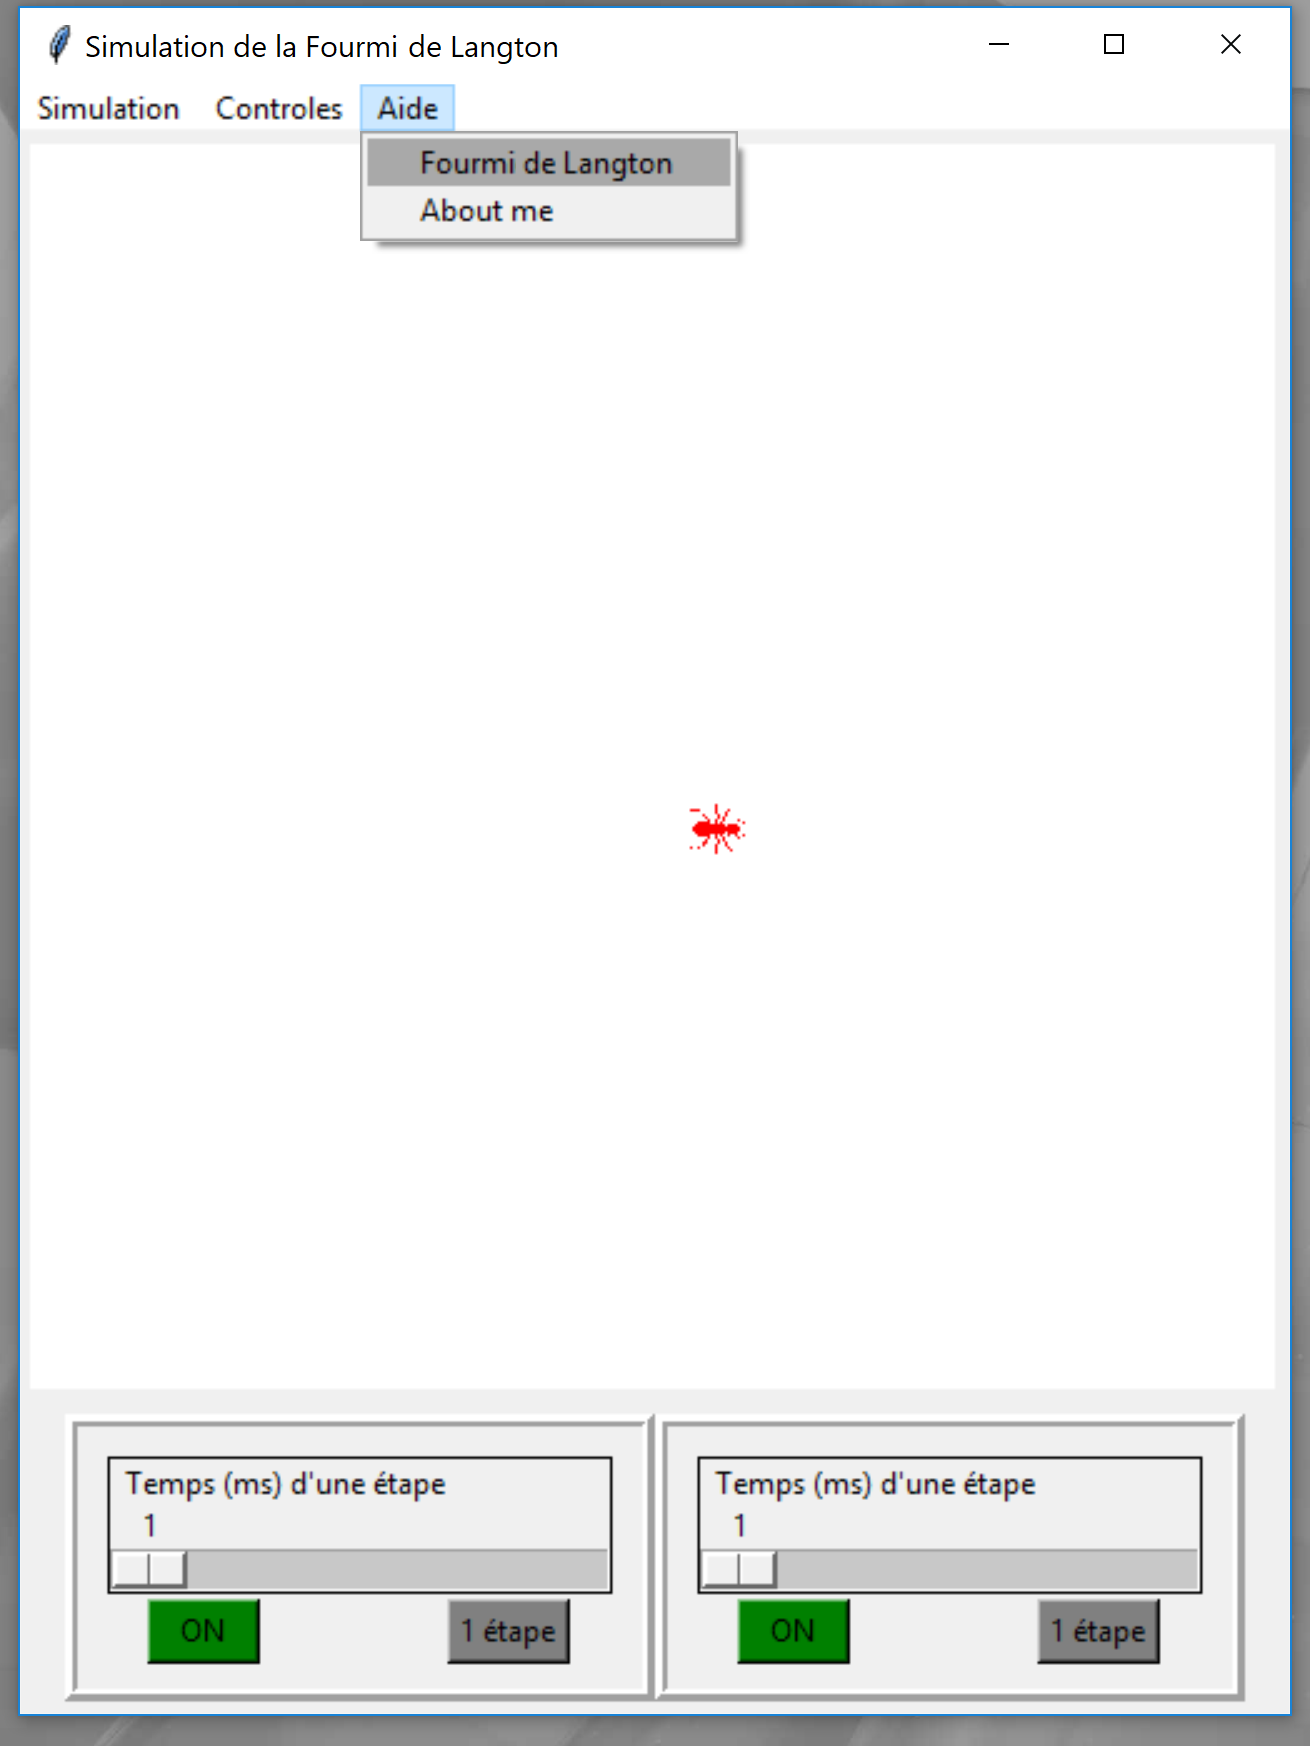 Simulation de la Fourmi de Langton
Simulation Controles Aide
Fourmi de Langton
About me
Temps (ms) d'une étape
1
ON 1 étape
Temps (ms) d'une étape
1
ON 1 étape